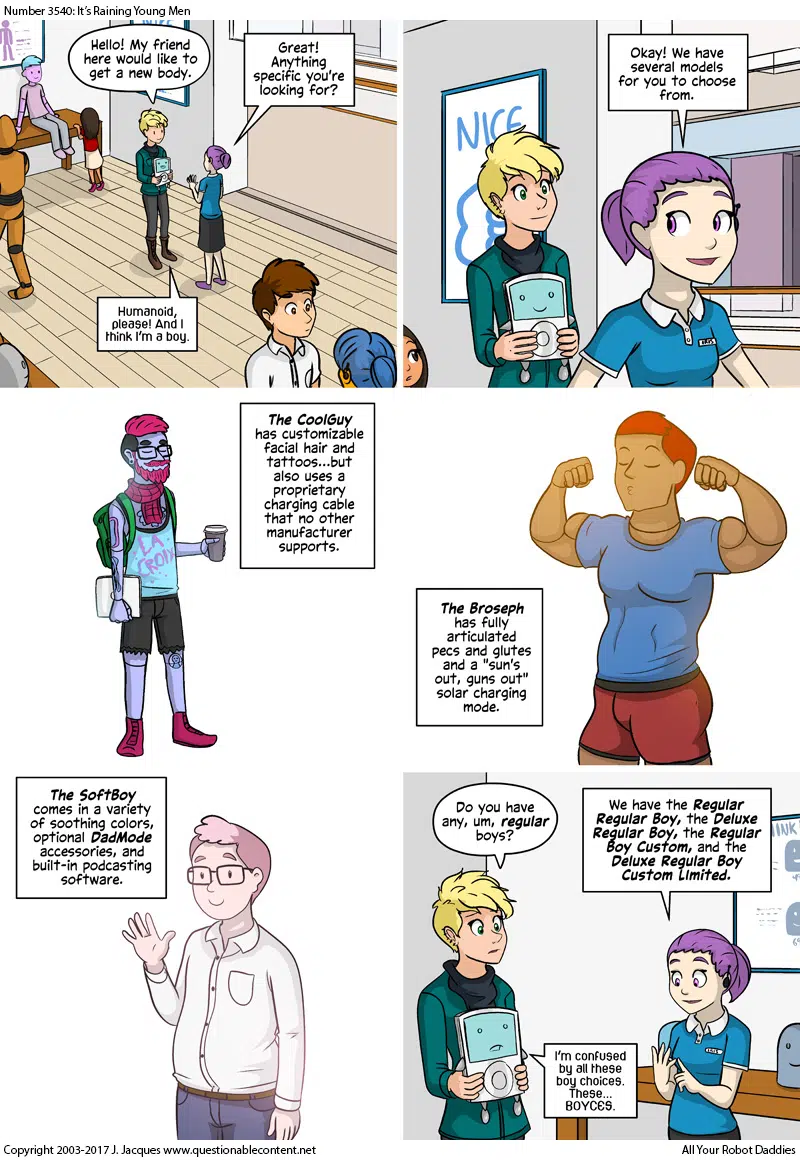 Number 3540: It's Raining Young Men
Hello! My friend
here would like to
get a new body.
Great!
Anything
specific you're
looking for?
Humanoid,
please! And I
think I'm a boy.
Okay! We have
several models
for you to choose
from.
NICE
The CoolGuy
has customizable
facial hair and
tattoos...but
also uses a
proprietary
charging cable
that no other
manufacturer
supports.
LA
CROIX
The Broseph
has fully
articulated
pecs and glutes
and a "sun's
out, guns out"
solar charging
mode.
The SoftBoy
comes in a variety
of soothing colors,
optional DadMode
accessories, and
built-in podcasting
software.
Do you have
any, um, regular
boys?
We have the Regular
Regular Boy, the Deluxe
Regular Boy, the Regular
Boy Custom, and the
Deluxe Regular Boy
Custom LImited.
I'm confused
by all these
boy choices.
These...
BOYCES.
Copyright 2003-2017 J. Jacques www.questionablecontent.net
All Your Robot Daddies